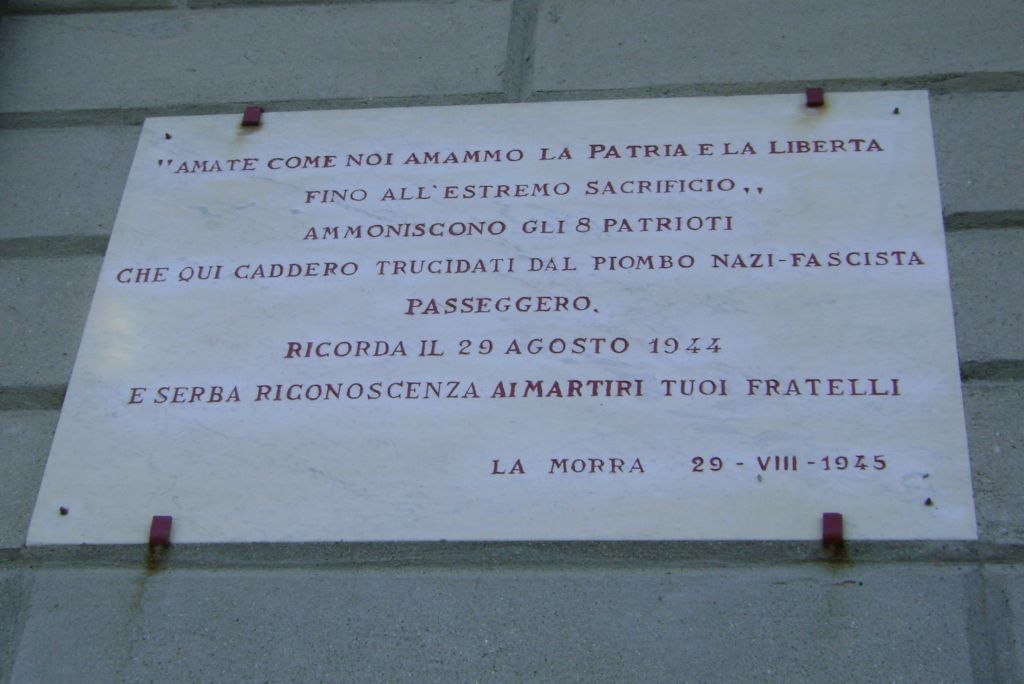 "AMATE COME NOI AMAMMO LA PATRIA E LA LIBERTA
FINO ALL'ESTREMO SACRIFICIO,,
AMMONISCONO GLI 8 PATRIOTI
CHE QUI CADDERO TRUCIDATI DAL PIOMBO NAZI-FASCISTA
PASSEGGERO.
RICORDA IL 29 AGOSTO 1944
E SERBA RICONOSCENZA AI MARTIRI TUOI FRATELLI
LA MORRA 29 - VIII - 1945